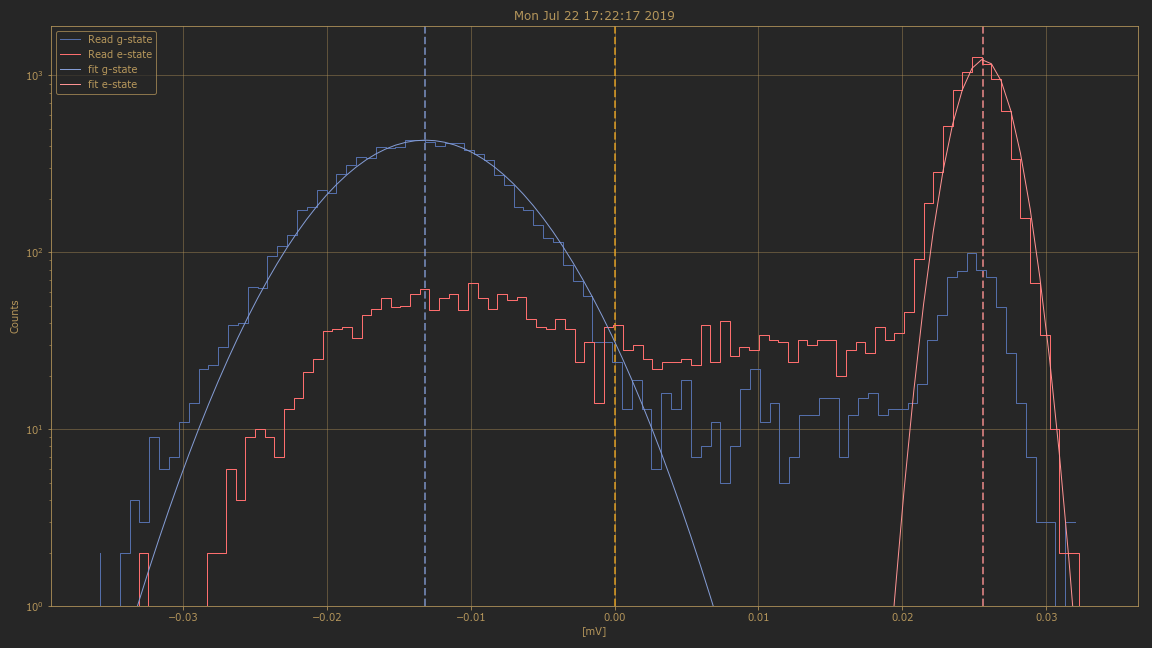 Mon Jul 22 17:22:17 2019
Read g-state
Read e-state
fit g-state
fit e-state
10³
10²
10¹
10⁰
Counts
−0.03
−0.02
−0.01
0.00
0.01
0.02
0.03
[mV]